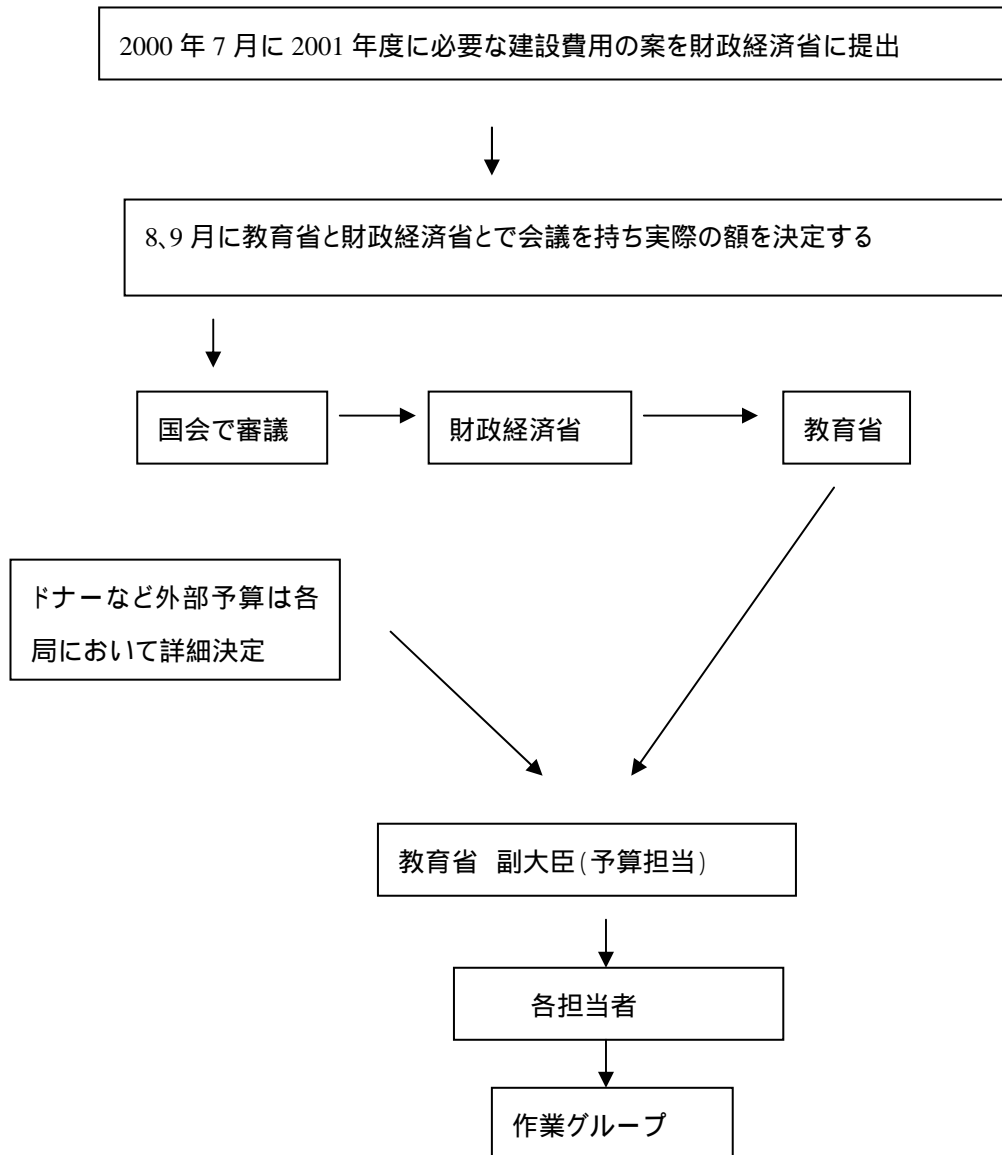 2000 年 7 月に 2001 年度に必要な建設費用の案を財政経済省に提出
8、9 月に教育省と財政経済省とで会議を持ち実際の額を決定する
国会で審議
財政経済省
教育省
ドナーなど外部予算は各
局において詳細決定
教育省 副大臣(予算担当)
各担当者
作業グループ